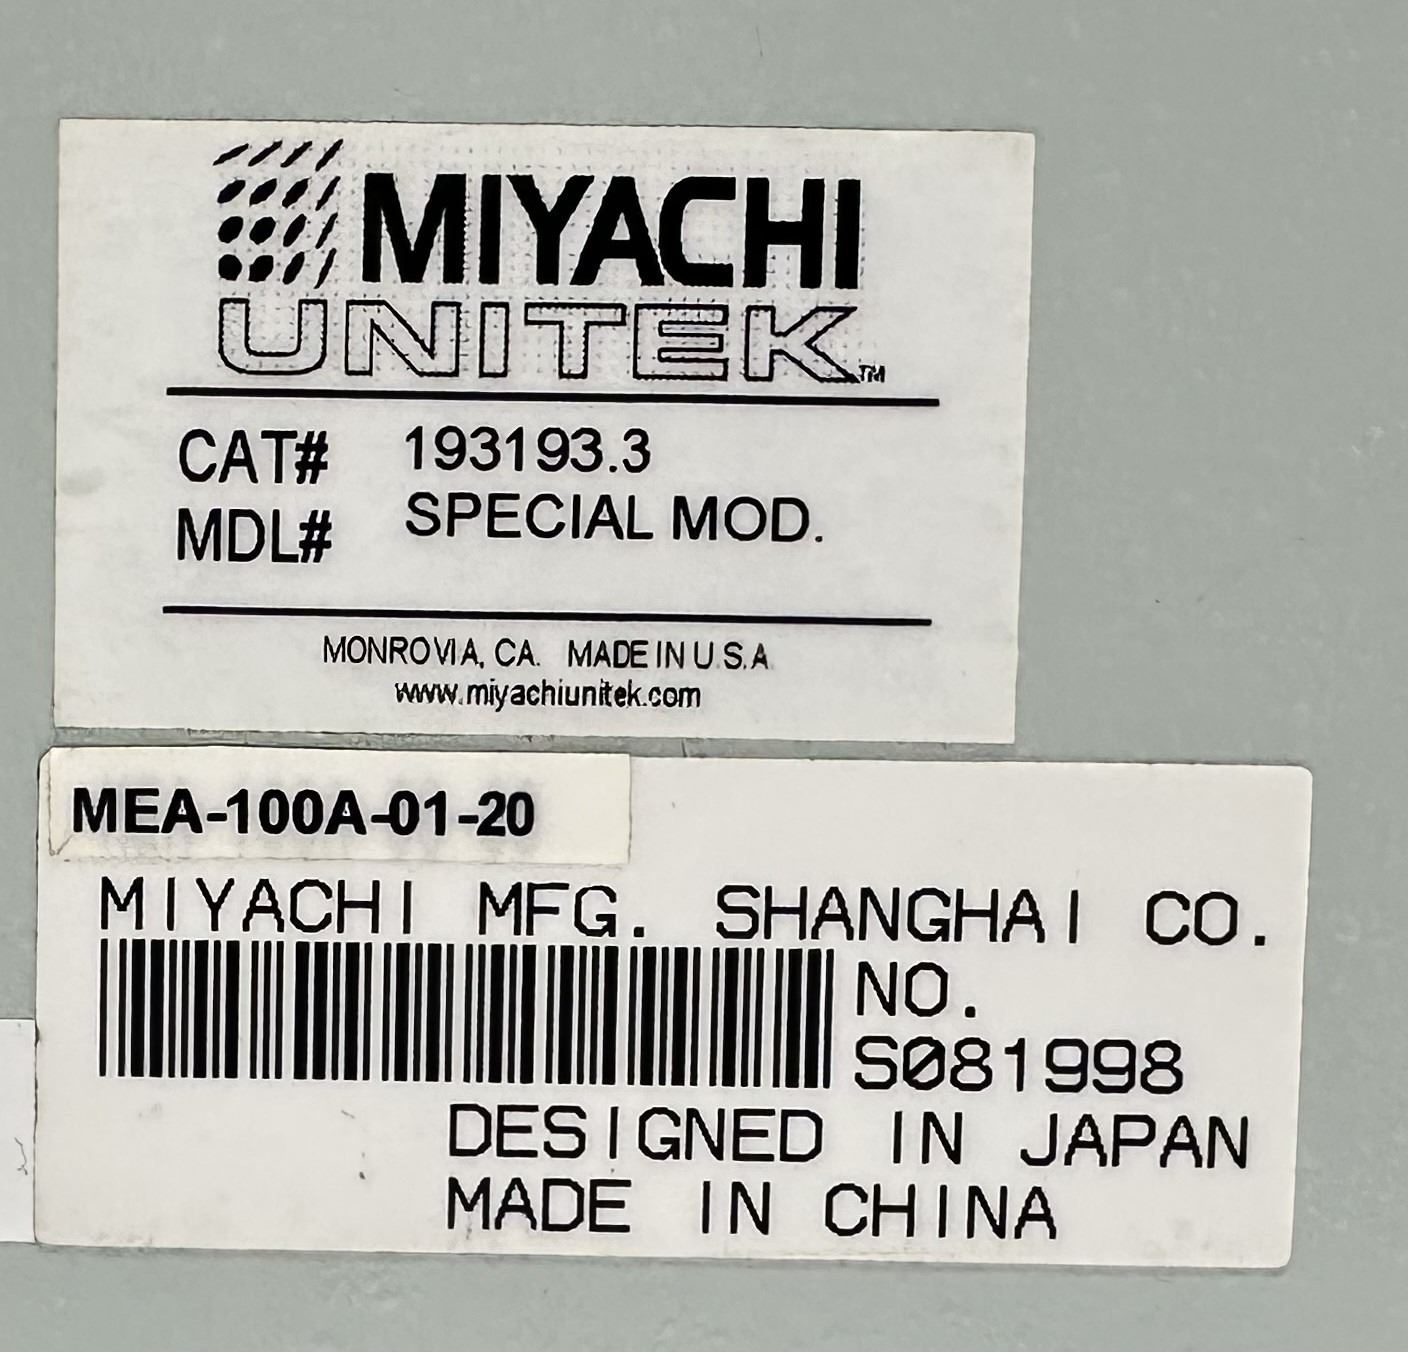 MIYACHI
UNITEK™
CAT# 193193.3
MDL# SPECIAL MOD.
MONROVIA, CA. MADE IN U.S.A
www.miyachiunitek.com
MEA-100A-01-20
MIYACHI MFG. SHANGHAI CO.
NO.
S081998
DESIGNED IN JAPAN
MADE IN CHINA